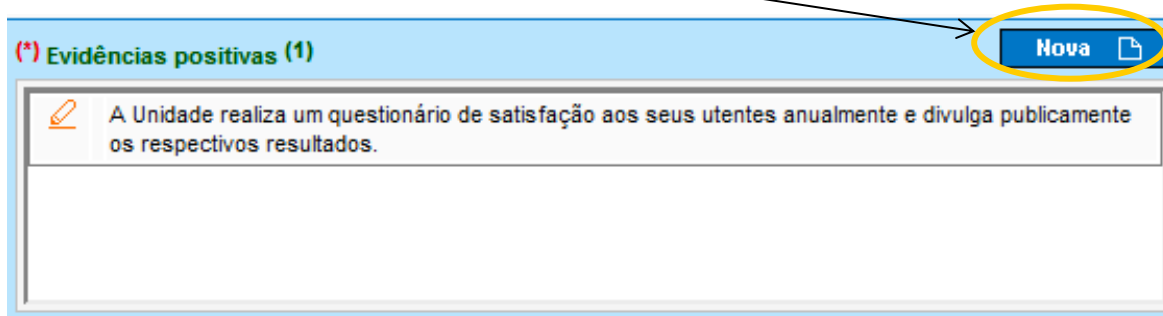 (*) Evidências positivas (1)
Nova
A Unidade realiza um questionário de satisfação aos seus utentes anualmente e divulga publicamente
os respectivos resultados.